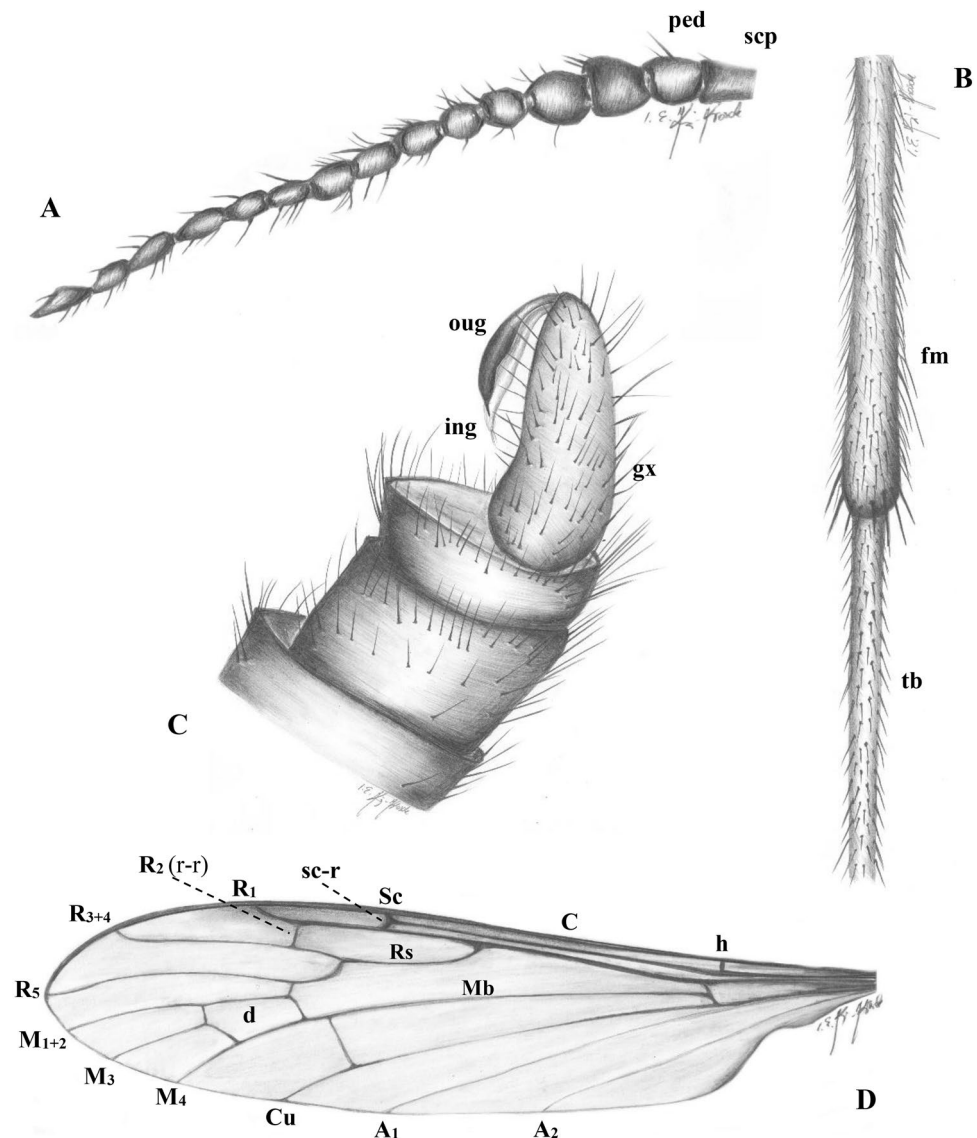 ped
scp
B
A
oug
fm
ing
gx
tb
C
R₂ (r-r)
sc-r
R₁
Sc
R₃₊₄
C
h
Rs
R₅
Mb
d
M₁₊₂
M₃
M₄
D
Cu
A₁
A₂